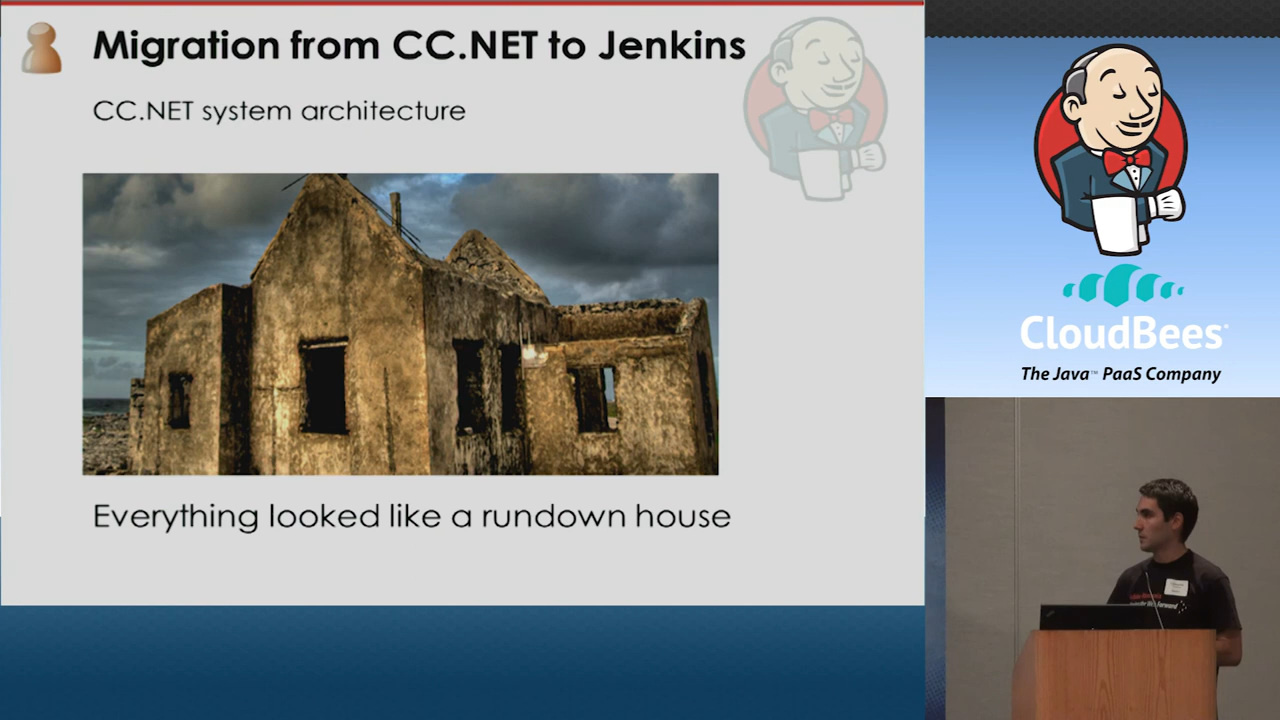 Migration from CC.NET to Jenkins
CC.NET system architecture
Everything looked like a rundown house
CloudBees
The Java™ PaaS Company